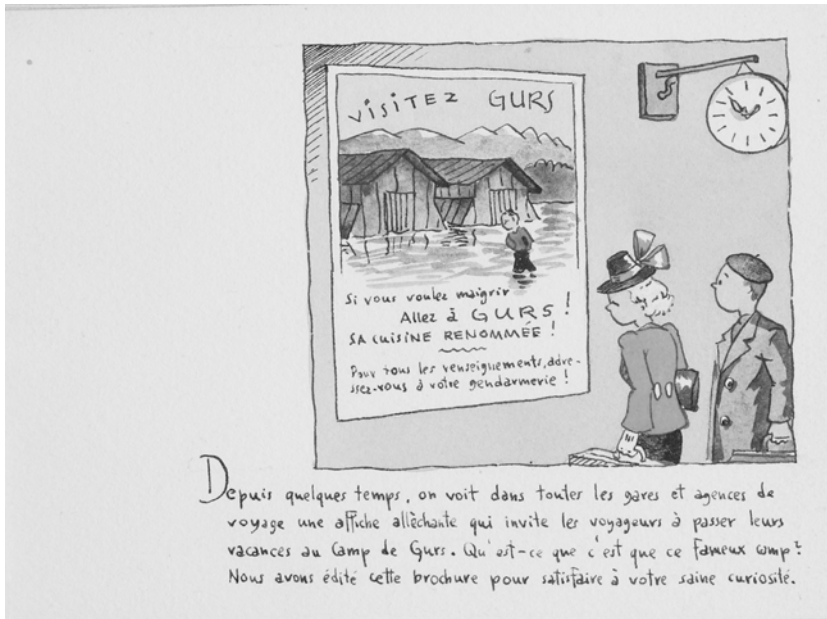 VISITEZ GURS
Si vous voulez maigrir
Allez à GURS !
SA CUISINE RENOMMÉE !
Pour tous les renseignements, adre-
ssez-vous à votre gendarmerie !
Depuis quelques temps, on voit dans toutes les gares et agences de
voyage une affiche allèchante qui invite les voyageurs à passer leurs
vacances au Camp de Gurs. Qu'est-ce que c'est que ce fameux camp?
Nous avons édité cette brochure pour satisfaire à votre saine curiosité.